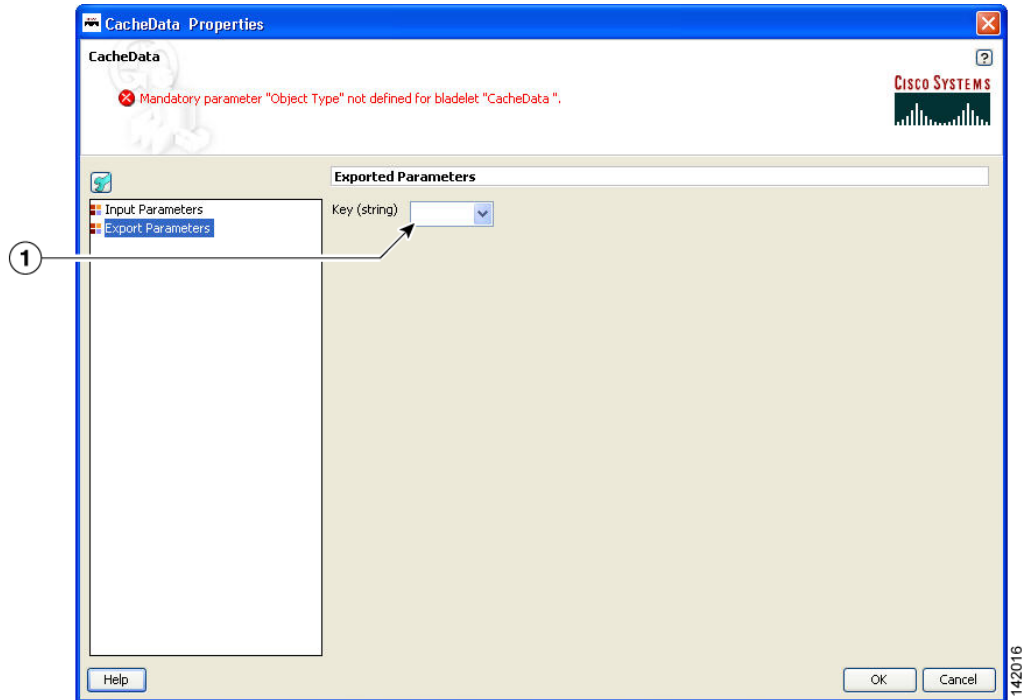 CacheData Properties
CacheData
?
CISCO SYSTEMS
Mandatory parameter "Object Type" not defined for bladelet "CacheData ".
Exported Parameters
Input Parameters
Export Parameters
Key (string)
1
Help
OK
Cancel
142016